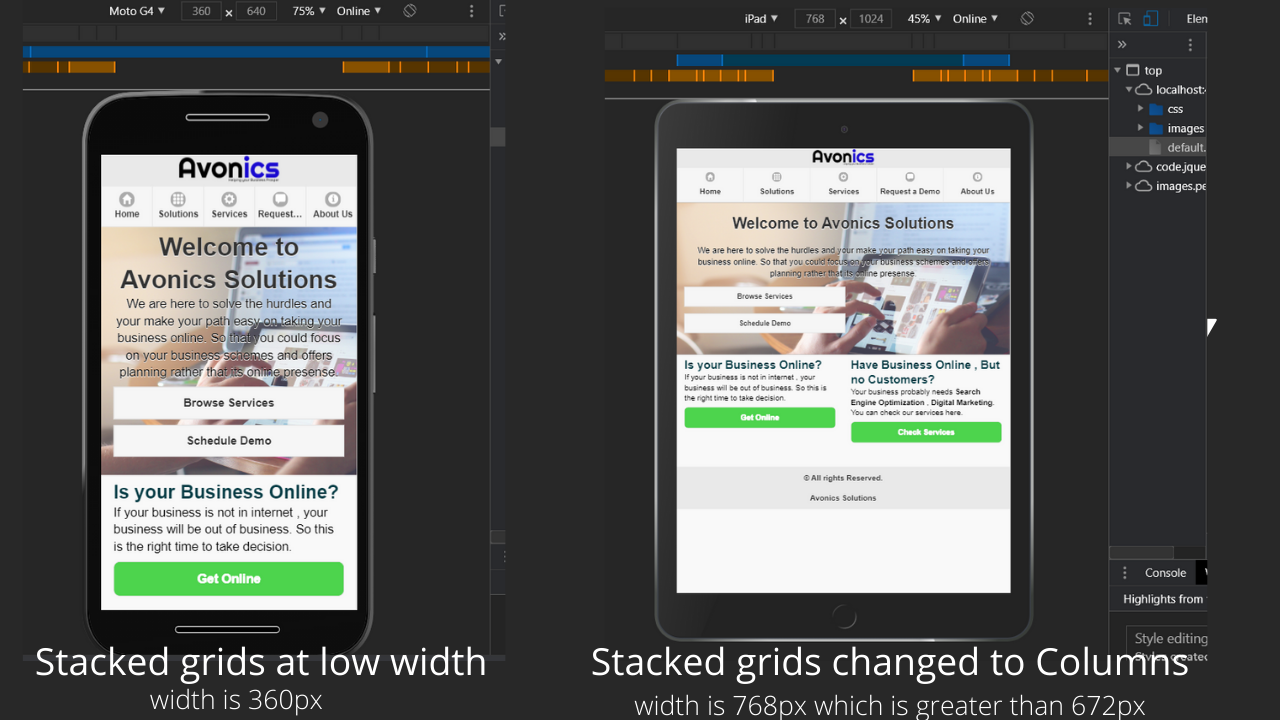 Moto G4 ▼ 360 x 640 75% ▼ Online ▼
Avonics
Home Solutions Services Request... About Us
Welcome to
Avonics Solutions
We are here to solve the hurdles and
your make your path easy on taking your
business online. So that you could focus
on your business schemes and offers
planning rather that its online presense.
Browse Services
Schedule Demo
Is your Business Online?
If your business is not in internet , your
business will be out of business. So this
is the right time to take decision.
Get Online
Stacked grids at low width
width is 360px
iPad ▼ 768 x 1024 45% ▼ Online ▼
Avonics
Home Solutions Services Request a Demo About Us
Welcome to Avonics Solutions
We are here to solve the hurdles and your make your path easy on taking your
business online. So that you could focus on your business schemes and offers
planning rather that its online presense.
Browse Services
Schedule Demo
Is your Business Online?
If your business is not in internet , your
business will be out of business. So this is
the right time to take decision.
Get Online
Have Business Online , But
no Customers?
Your business probably needs Search
Engine Optimization , Digital Marketing.
You can check our services here.
Check Services
© All rights Reserved.
Avonics Solutions
Elen
»
top
localhost:
css
images
default.
code.jque
images.pe
Console
Highlights from
Style editing
Styles created
Stacked grids changed to Columns
width is 768px which is greater than 672px